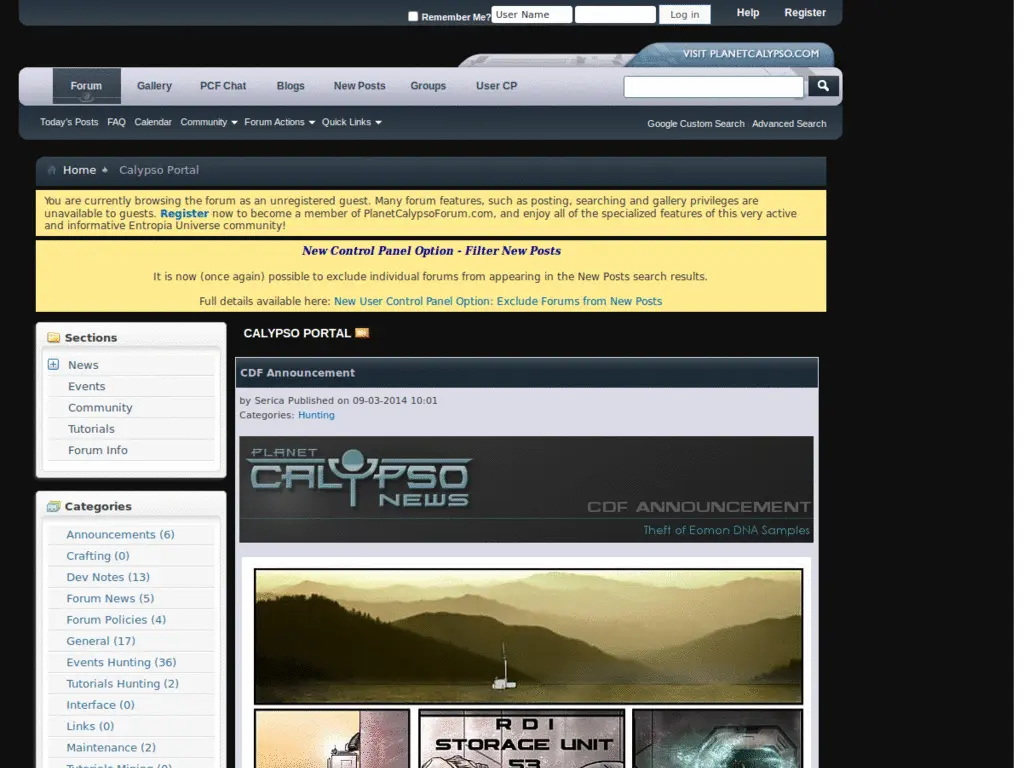 Remember Me? User Name Log in Help Register
VISIT PLANETCALYPSO.COM
Forum Gallery PCF Chat Blogs New Posts Groups User CP
Today's Posts FAQ Calendar Community Forum Actions Quick Links Google Custom Search Advanced Search
Home Calypso Portal
You are currently browsing the forum as an unregistered guest. Many forum features, such as posting, searching and gallery privileges are
unavailable to guests. Register now to become a member of PlanetCalypsoForum.com, and enjoy all of the specialized features of this very active
and informative Entropia Universe community!
New Control Panel Option - Filter New Posts
It is now (once again) possible to exclude individual forums from appearing in the New Posts search results.
Full details available here: New User Control Panel Option: Exclude Forums from New Posts
Sections
News
Events
Community
Tutorials
Forum Info
Categories
Announcements (6)
Crafting (0)
Dev Notes (13)
Forum News (5)
Forum Policies (4)
General (17)
Events Hunting (36)
Tutorials Hunting (2)
Interface (0)
Links (0)
Maintenance (2)
Tutorials Mining (0)
CALYPSO PORTAL
CDF Announcement
by Serica Published on 09-03-2014 10:01
Categories: Hunting
PLANET
CALYPSO
NEWS
CDF ANNOUNCEMENT
Theft of Eomon DNA Samples
RDI
STORAGE UNIT
53